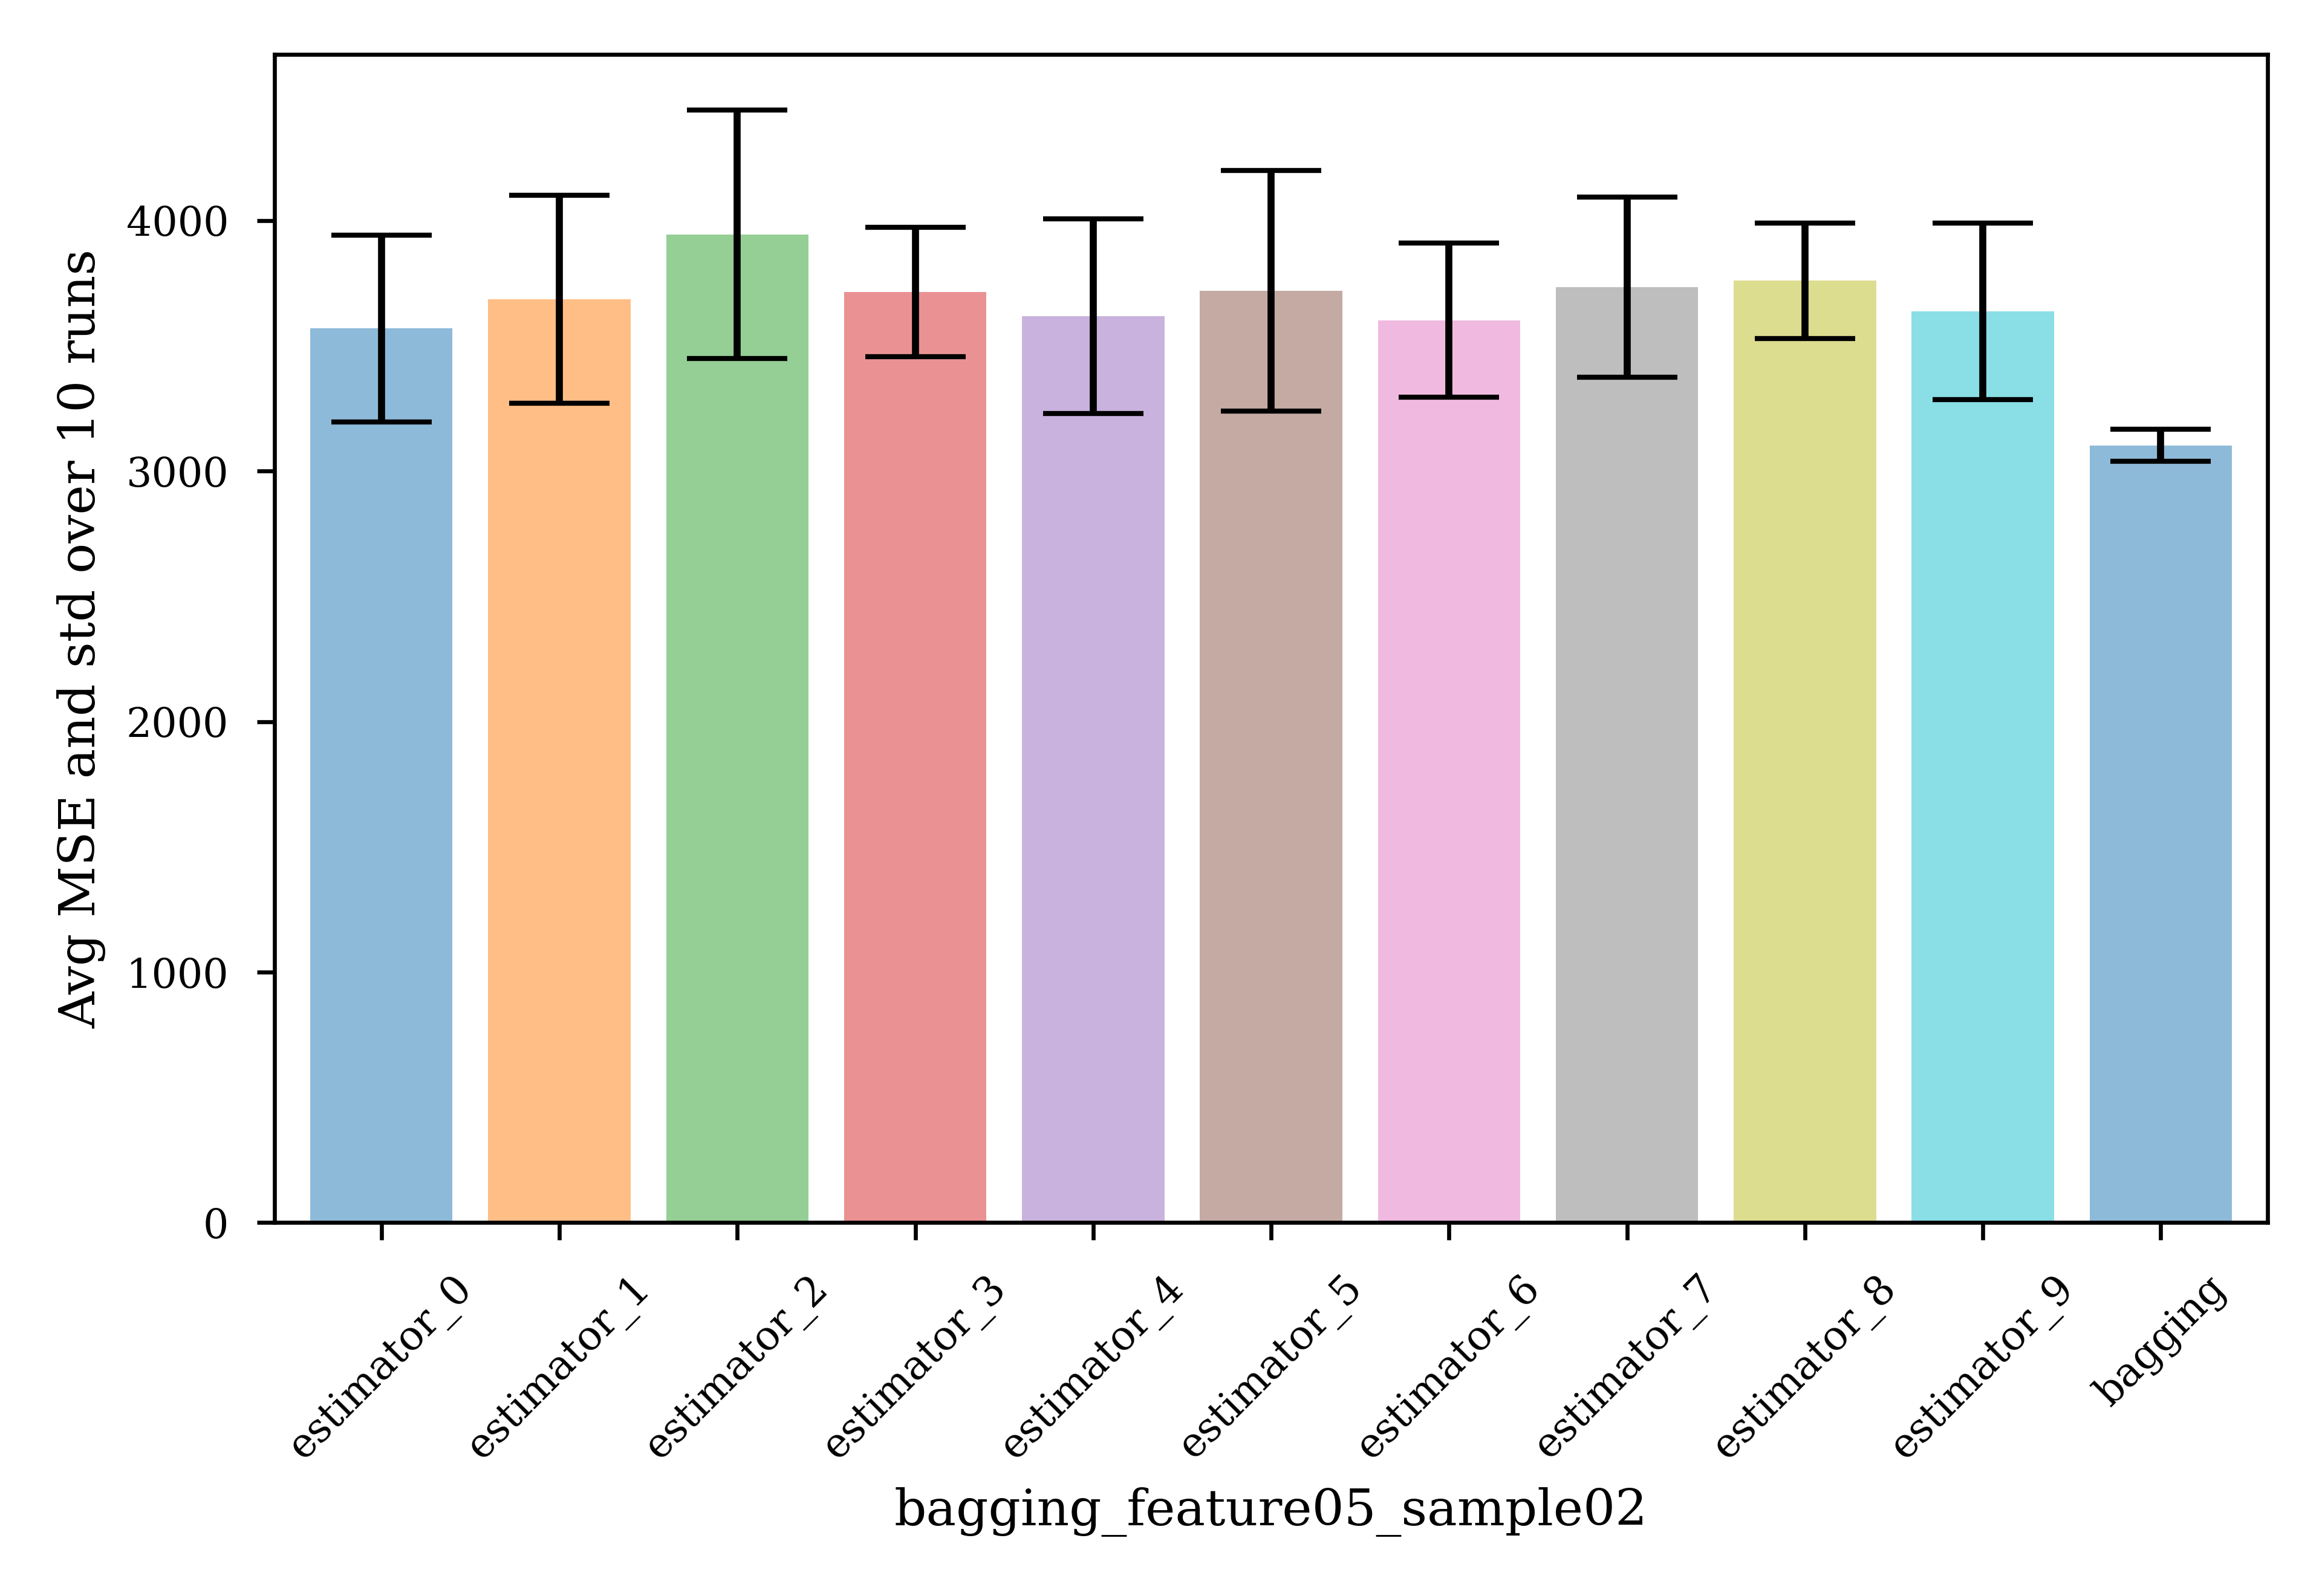 Avg MSE and std over 10 runs
4000
3000
2000
1000
0
estimator_0
estimator_1
estimator_2
estimator_3
estimator_4
estimator_5
estimator_6
estimator_7
estimator_8
estimator_9
bagging
bagging_feature05_sample02